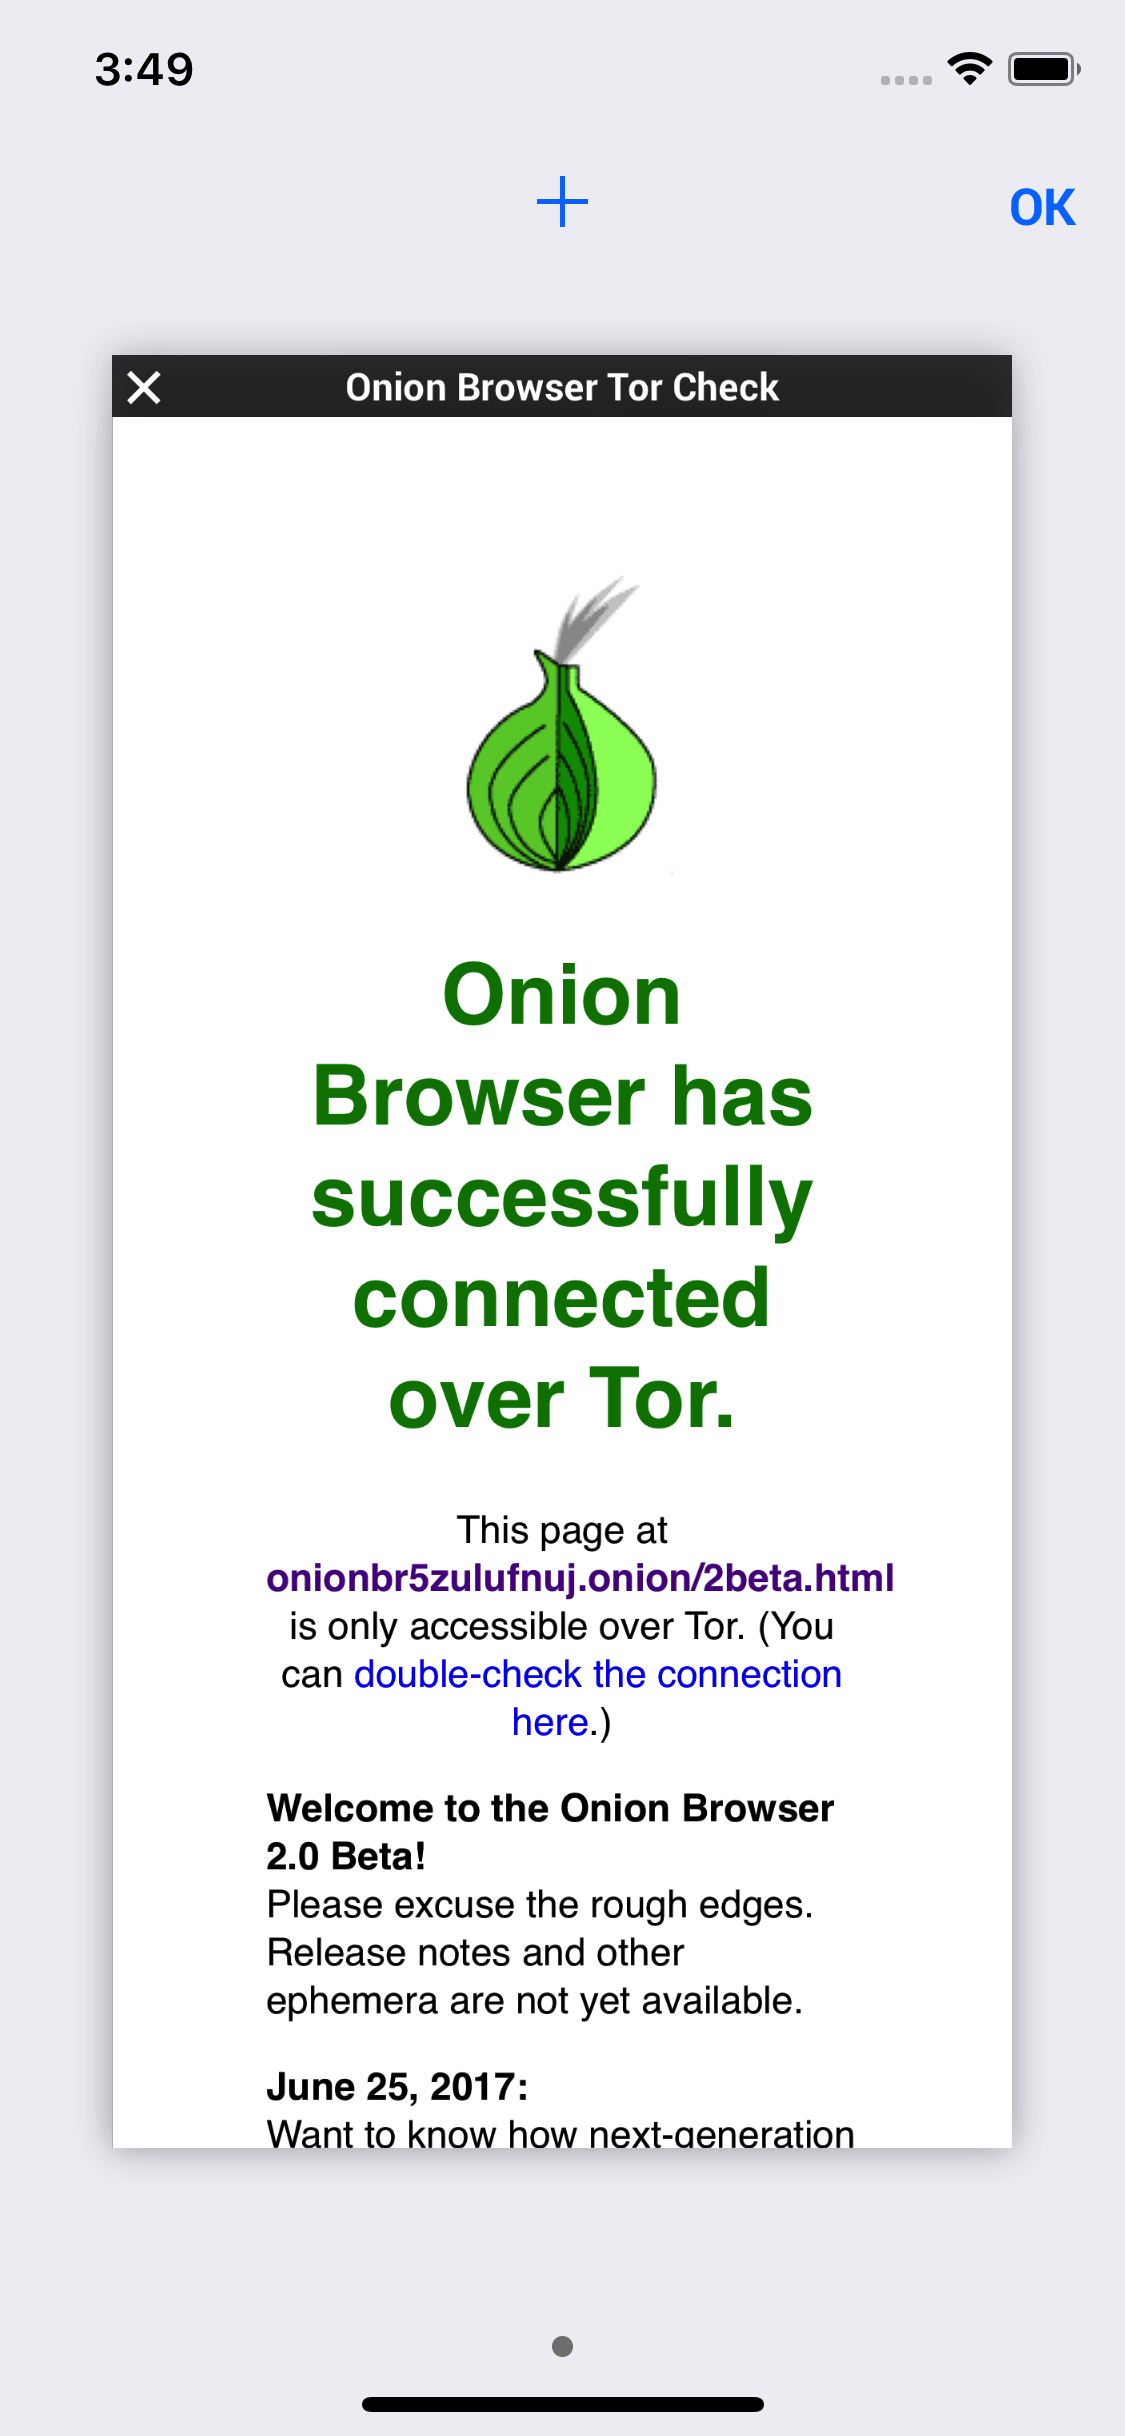 3:49
OK
Onion Browser Tor Check
Onion
Browser has
successfully
connected
over Tor.
This page at
onionbr5zulufnuj.onion/2beta.html
is only accessible over Tor. (You
can double-check the connection
here.)
Welcome to the Onion Browser
2.0 Beta!
Please excuse the rough edges.
Release notes and other
ephemera are not yet available.
June 25, 2017:
Want to know how next-generation